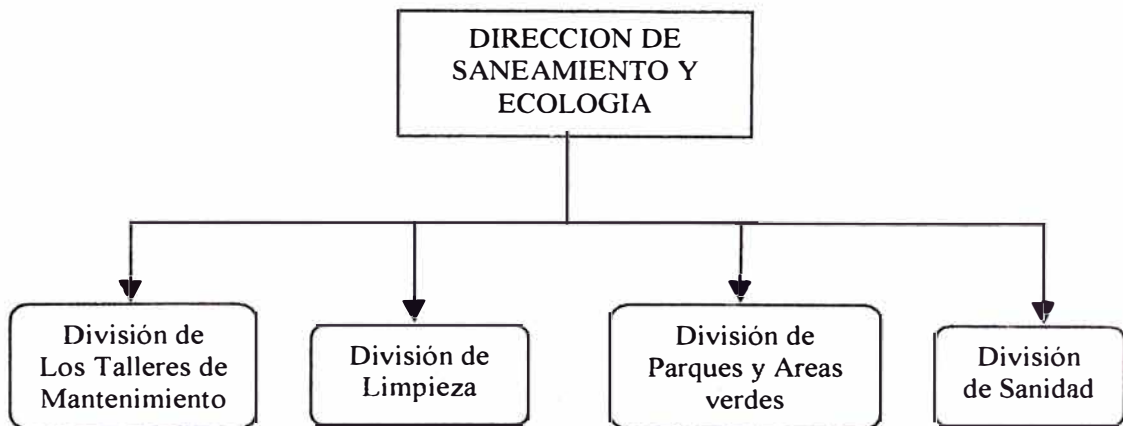 DIRECCION DE
SANEAMIENTO Y
ECOLOGIA
División de
Los Talleres de
Mantenimiento
División de
Limpieza
División de
Parques y Areas
verdes
División
de Sanidad